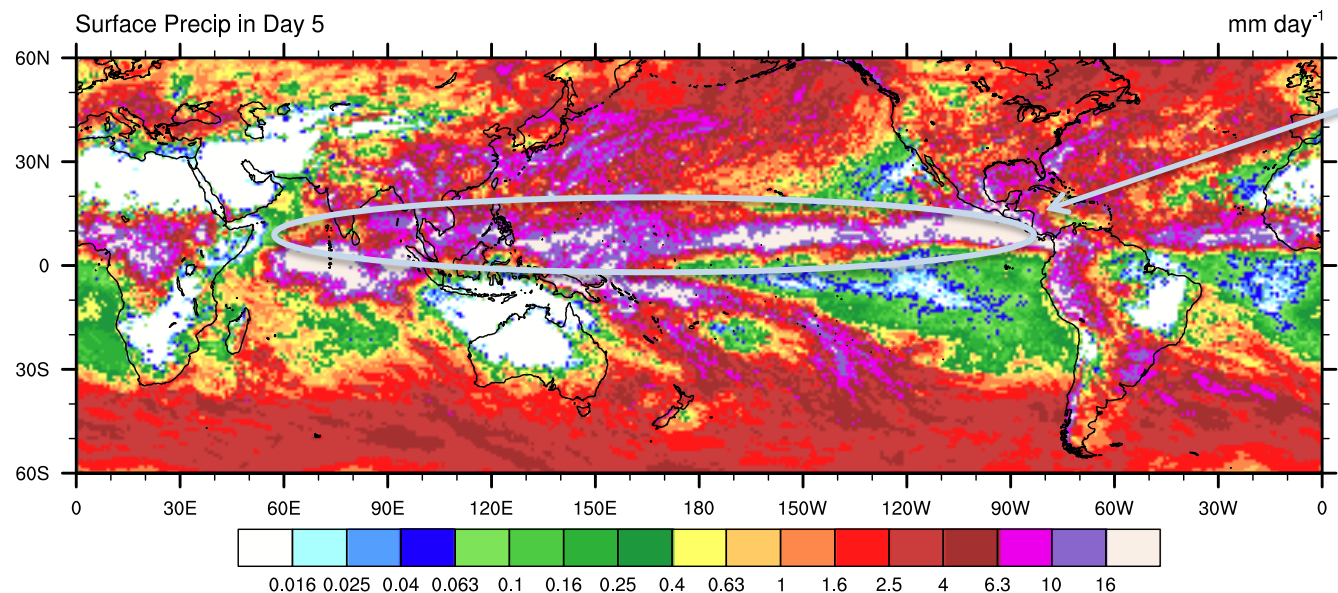 Surface Precip in Day 5 mm day-1
60N
30N
0
30S
60S
0 30E 60E 90E 120E 150E 180 150W 120W 90W 60W 30W 0
0.016 0.025 0.04 0.063 0.1 0.16 0.25 0.4 0.63 1 1.6 2.5 4 6.3 10 16